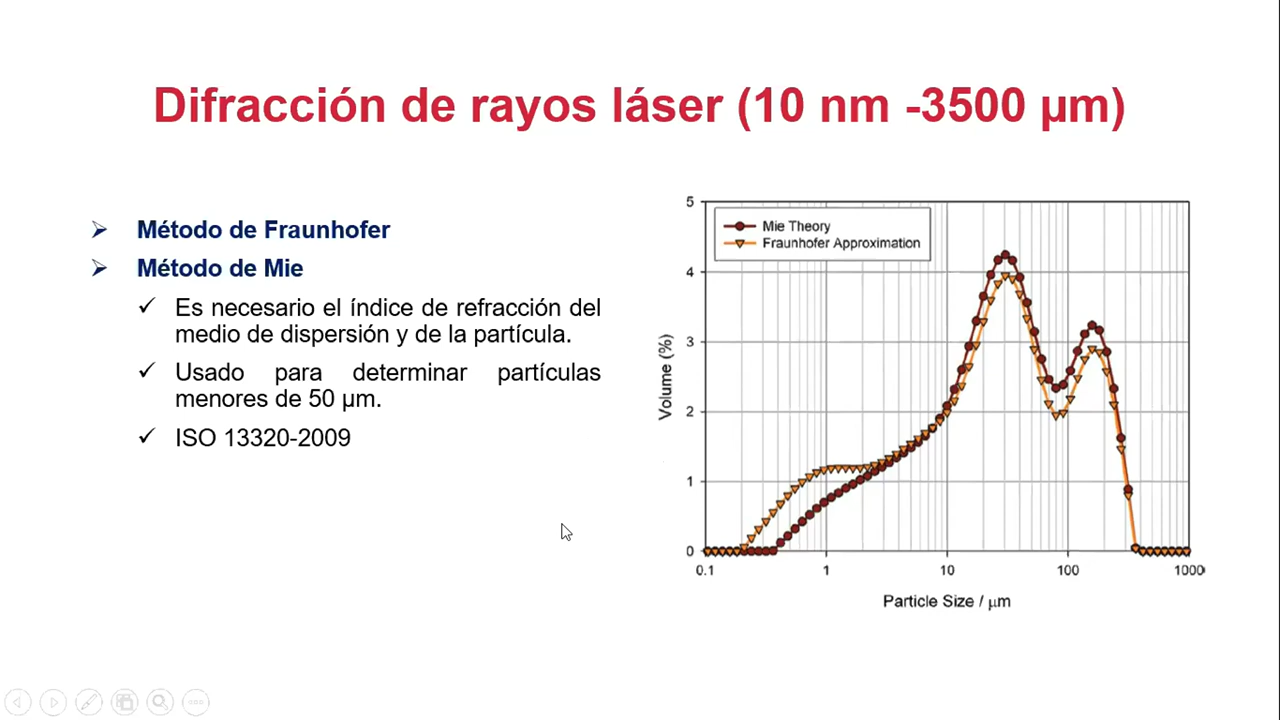 Difracción de rayos láser (10 nm -3500 µm)
Método de Fraunhofer
Método de Mie
Es necesario el índice de refracción del
medio de dispersión y de la partícula.
Usado para determinar partículas
menores de 50 µm.
ISO 13320-2009
Mie Theory
Fraunhofer Approximation
Volume (%)
5
4
3
2
1
0
0.1 1 10 100 1000
Particle Size / µm